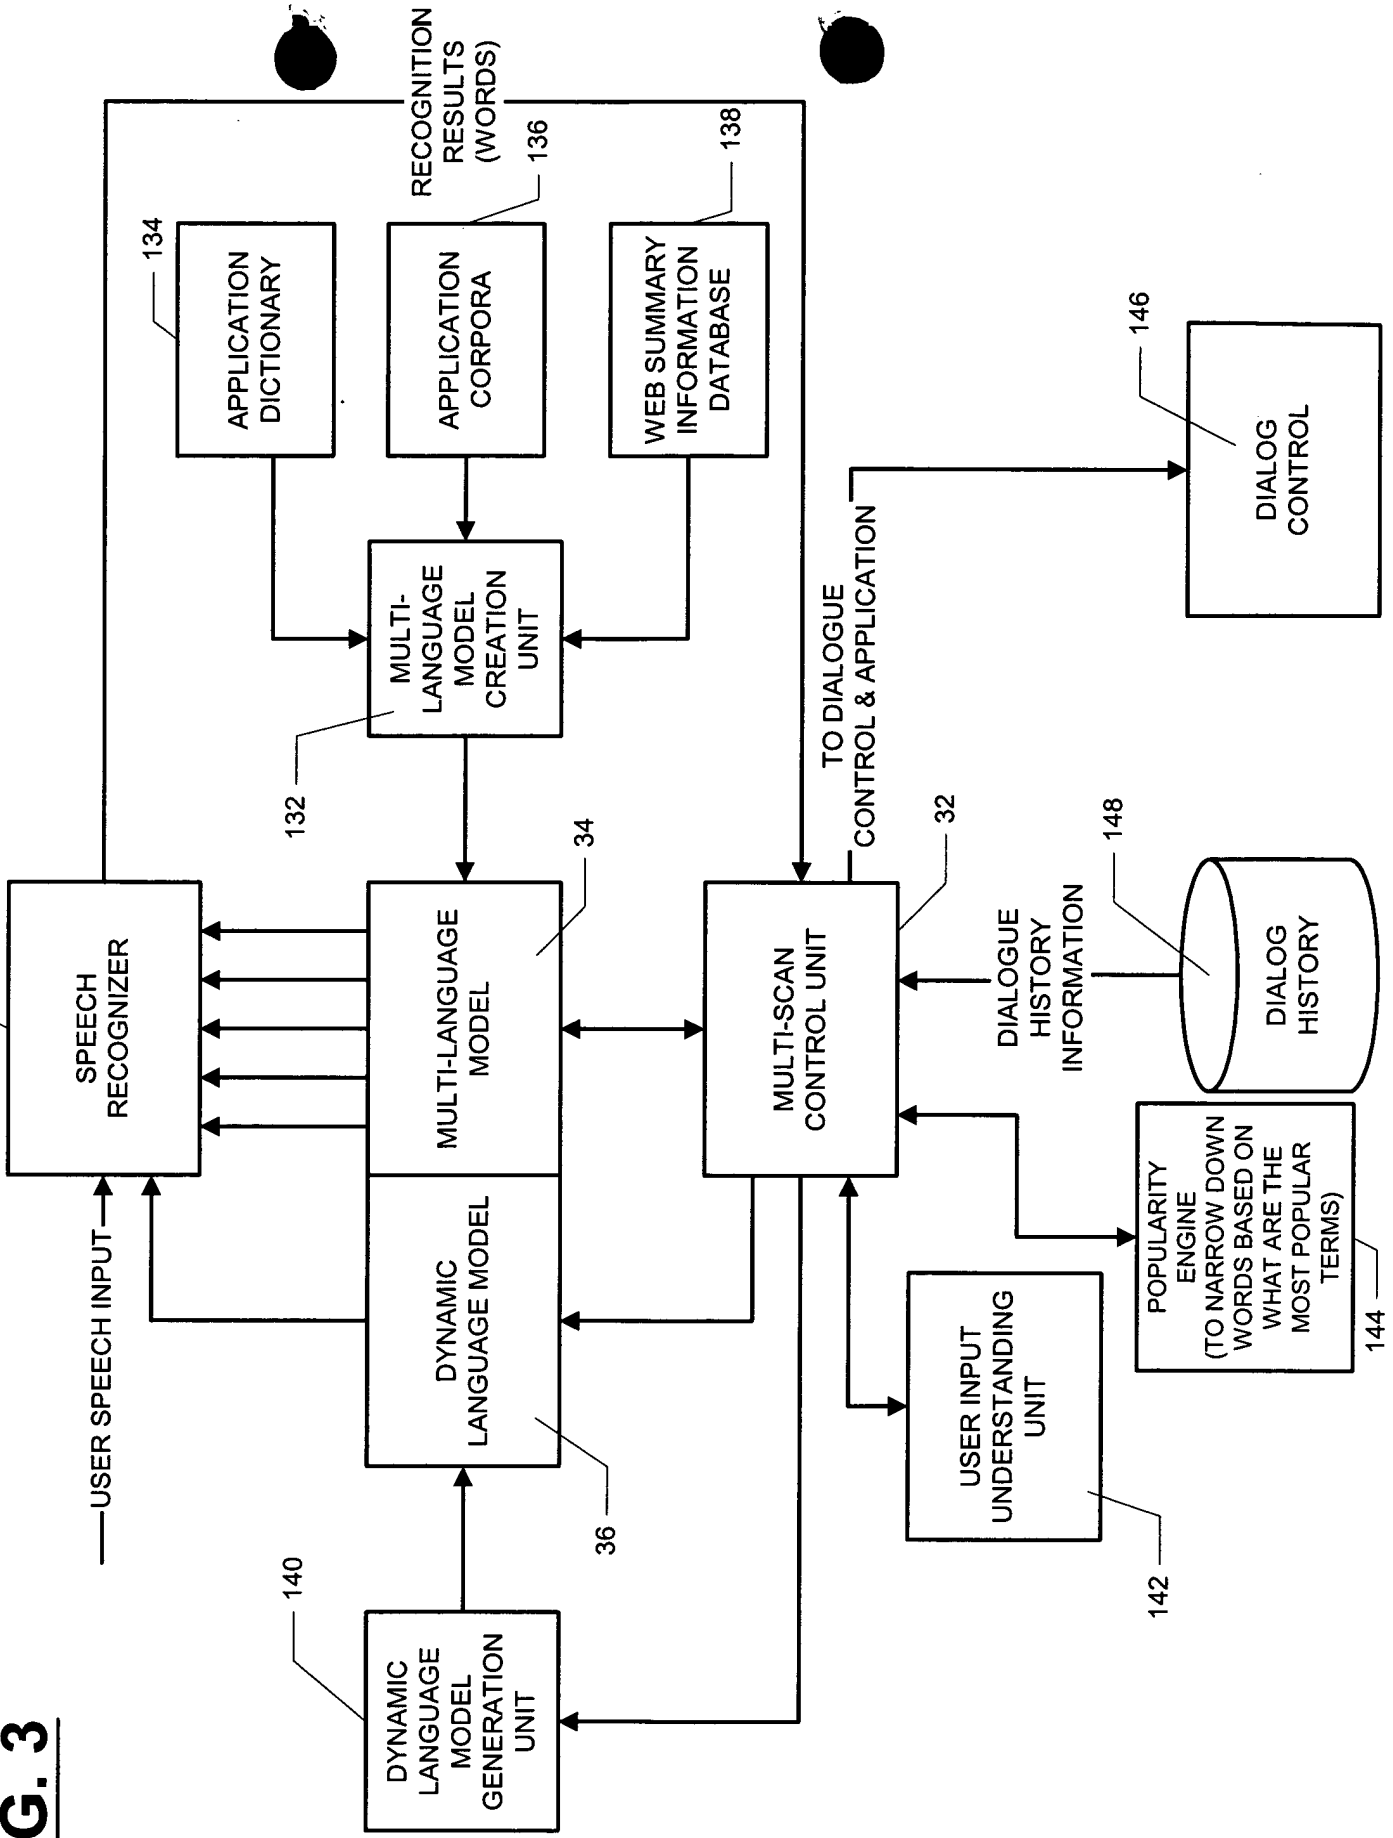 G. 3
USER SPEECH INPUT
SPEECH
RECOGNIZER
RECOGNITION
RESULTS
(WORDS)
140
DYNAMIC
LANGUAGE
MODEL
GENERATION
UNIT
36
DYNAMIC
LANGUAGE MODEL
MULTI-LANGUAGE
MODEL
34
132
MULTI-
LANGUAGE
MODEL
CREATION
UNIT
134
APPLICATION
DICTIONARY
136
APPLICATION
CORPORA
138
WEB SUMMARY
INFORMATION
DATABASE
MULTI-SCAN
CONTROL UNIT
32
TO DIALOGUE
CONTROL & APPLICATION
142
USER INPUT
UNDERSTANDING
UNIT
DIALOGUE
HISTORY
INFORMATION
148
146
DIALOG
CONTROL
POPULARITY
ENGINE
(TO NARROW DOWN
WORDS BASED ON
WHAT ARE THE
MOST POPULAR
TERMS)
144
DIALOG
HISTORY